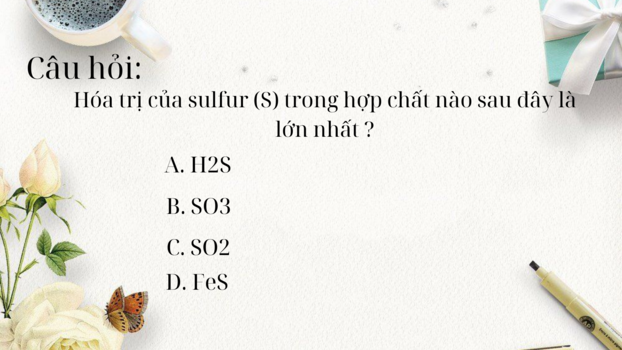 Câu hỏi:
Hóa trị của sulfur (S) trong hợp chất nào sau đây là
lớn nhất ?
A. H2S
B. SO3
C. SO2
D. FeS